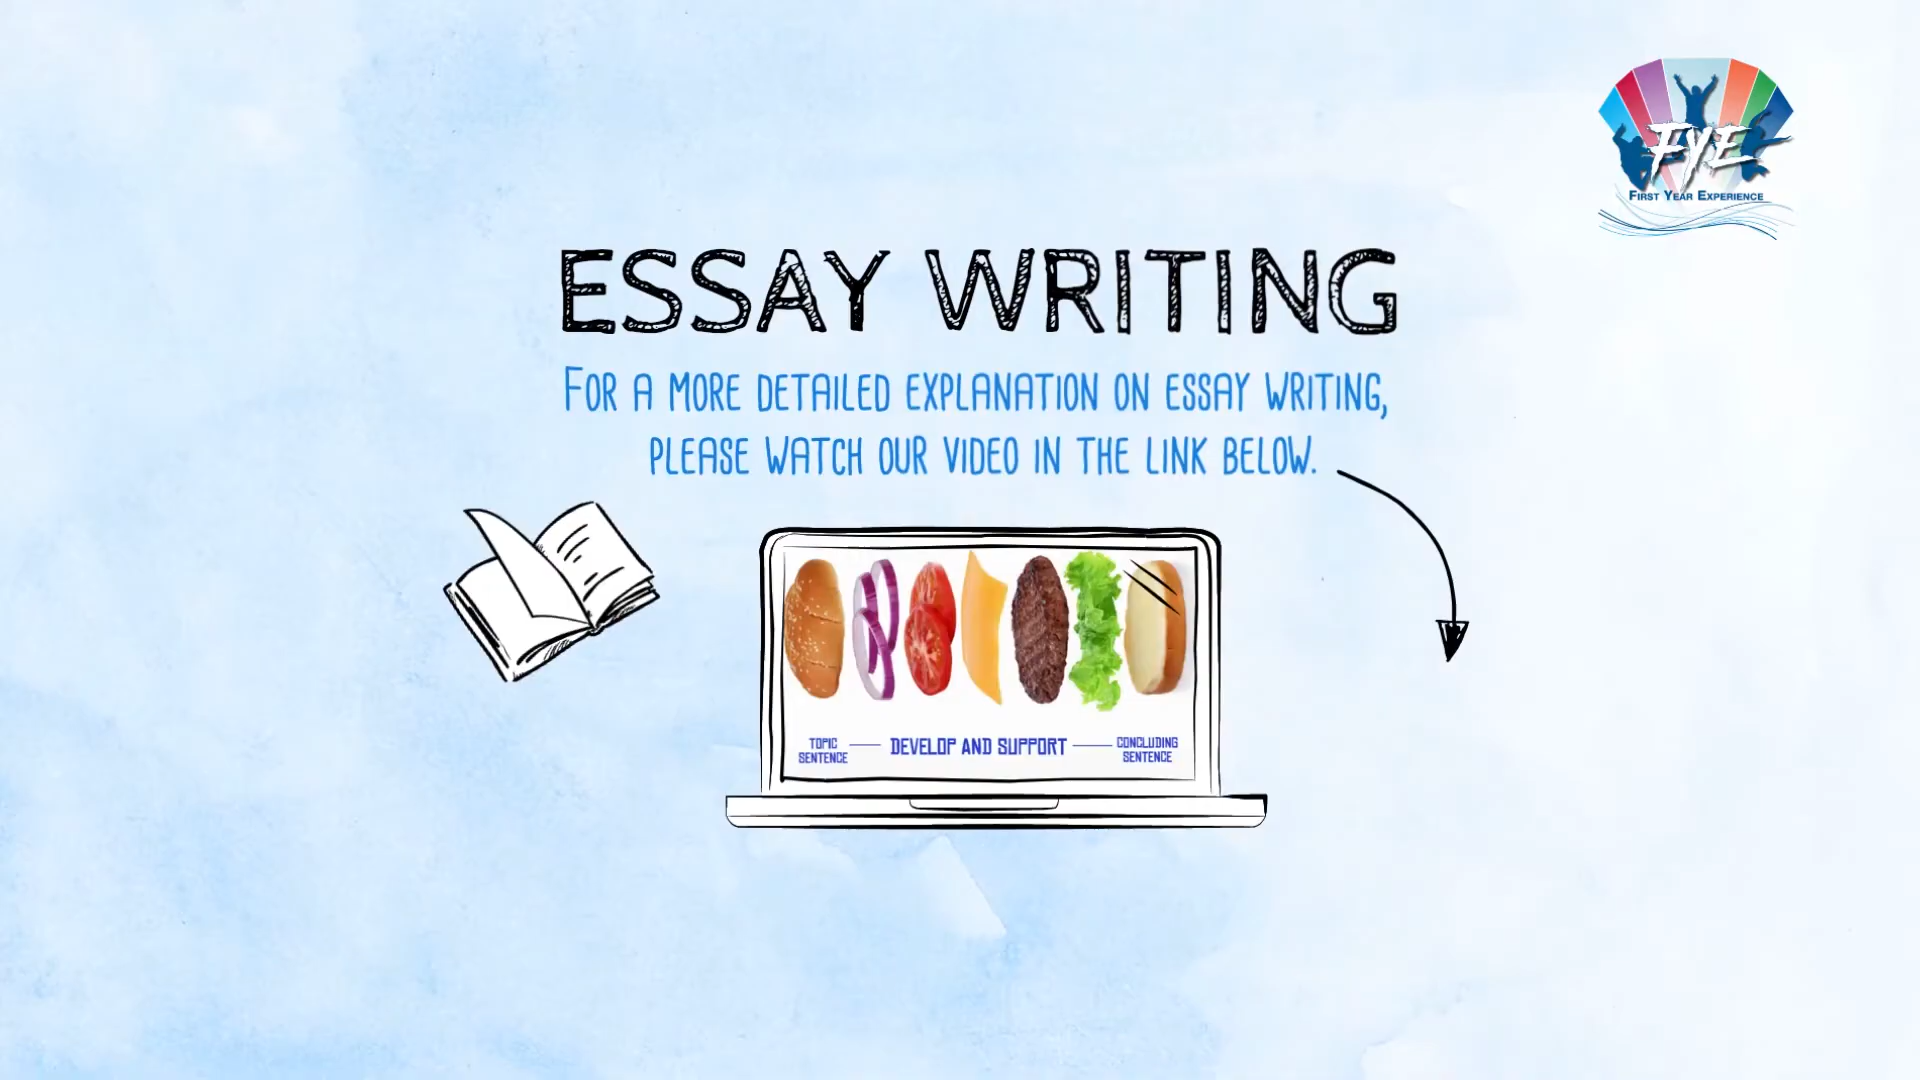 FYE
FIRST YEAR EXPERIENCE
ESSAY WRITING
FOR A MORE DETAILED EXPLANATION ON ESSAY WRITING,
PLEASE WATCH OUR VIDEO IN THE LINK BELOW.
TOPIC
SENTENCE
DEVELOP AND SUPPORT
CONCLUDING
SENTENCE